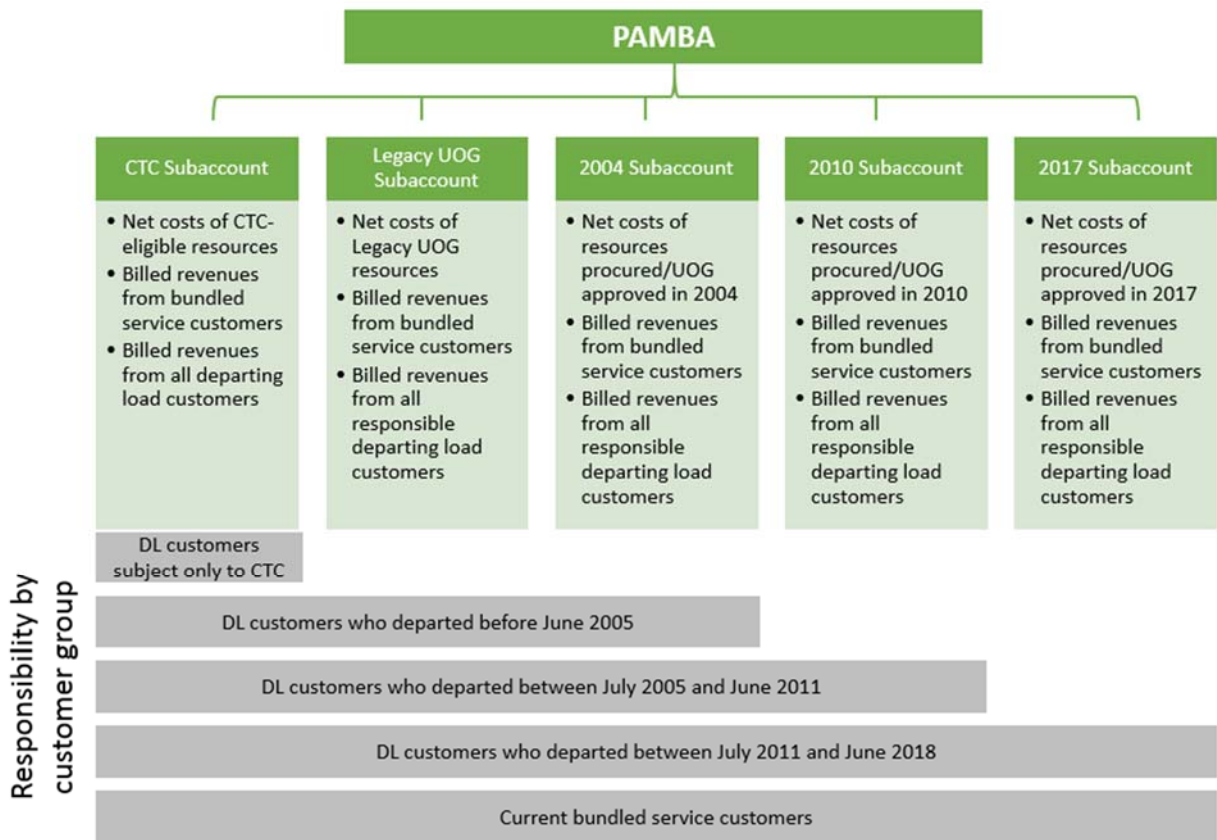 PAMBA
CTC Subaccount
• Net costs of CTC-
eligible resources
• Billed revenues
from bundled
service customers
• Billed revenues
from all departing
load customers
Legacy UOG
Subaccount
• Net costs of
Legacy UOG
resources
• Billed revenues
from bundled
service customers
• Billed revenues
from all
responsible
departing load
customers
2004 Subaccount
• Net costs of
resources
procured/UOG
approved in 2004
• Billed revenues
from bundled
service customers
• Billed revenues
from all
responsible
departing load
customers
2010 Subaccount
• Net costs of
resources
procured/UOG
approved in 2010
• Billed revenues
from bundled
service customers
• Billed revenues
from all
responsible
departing load
customers
2017 Subaccount
• Net costs of
resources
procured/UOG
approved in 2017
• Billed revenues
from bundled
service customers
• Billed revenues
from all
responsible
departing load
customers
Responsibility by
customer group
DL customers
subject only to CTC
DL customers who departed before June 2005
DL customers who departed between July 2005 and June 2011
DL customers who departed between July 2011 and June 2018
Current bundled service customers